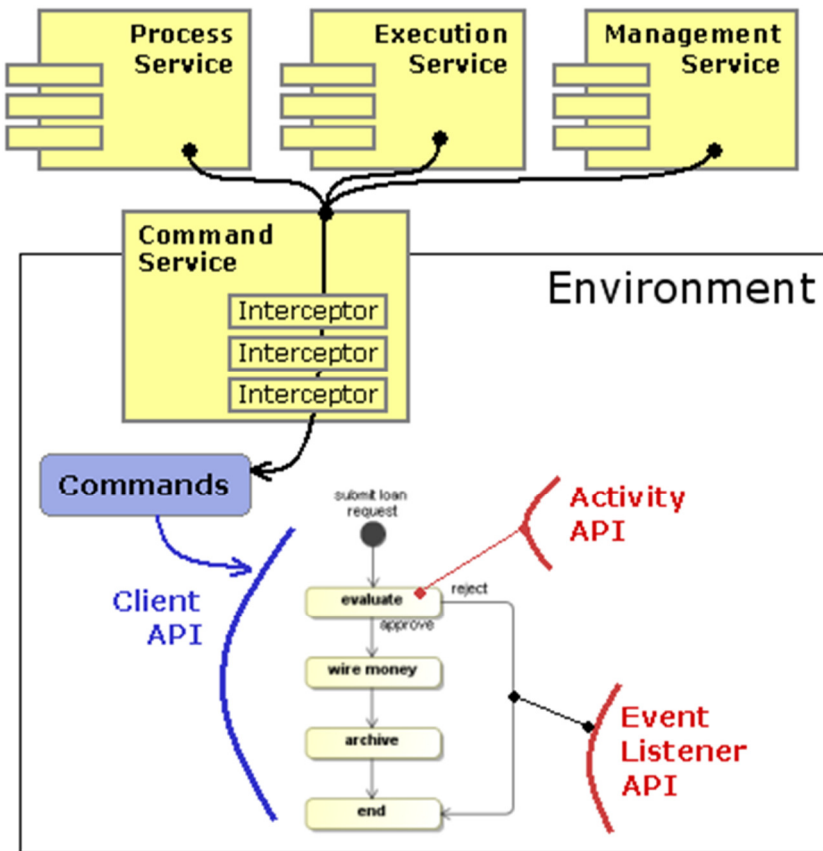 Process
Service
Execution
Service
Management
Service
Command
Service
Environment
Interceptor
Interceptor
Interceptor
Commands
submit loan
request
Activity
API
Client
API
evaluate
reject
approve
wire money
Event
Listener
API
archive
end